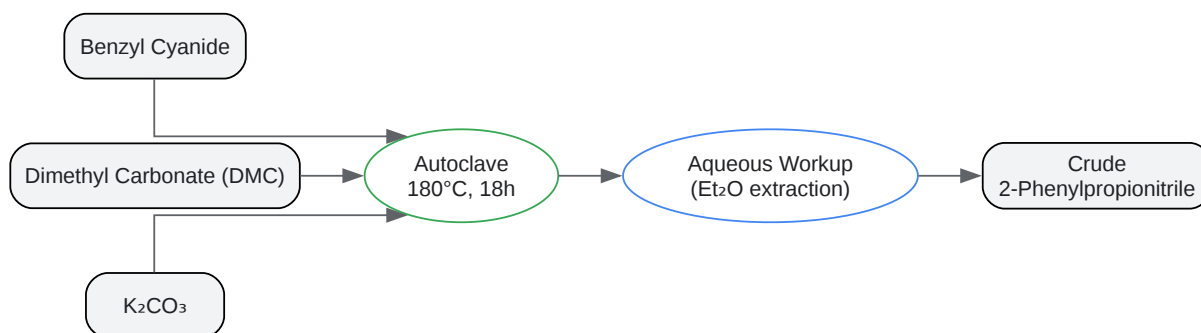 Benzyl Cyanide
Dimethyl Carbonate (DMC)
K₂CO₃
Autoclave
180°C, 18h
Aqueous Workup
(Et₂O extraction)
Crude
2-Phenylpropionitrile